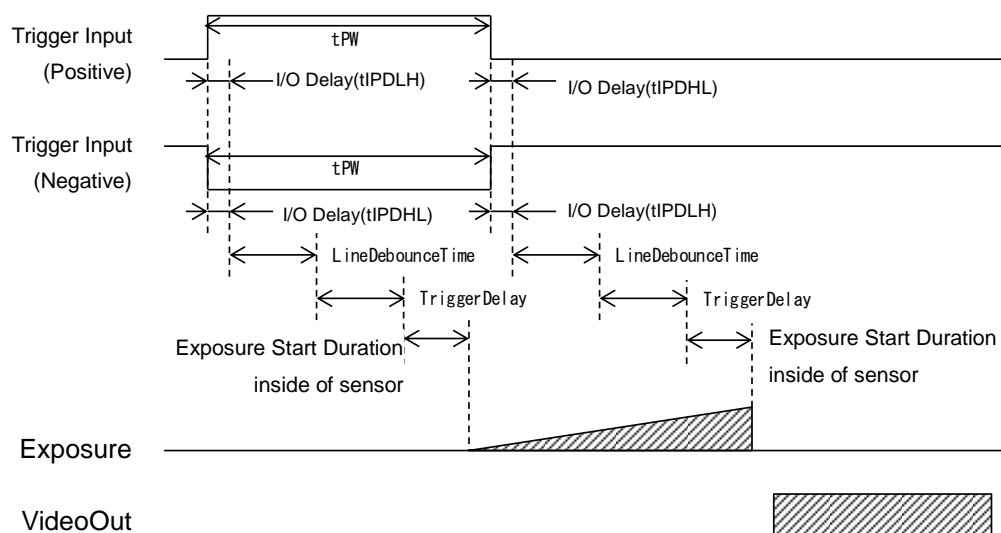 Trigger Input
(Positive)
tPW
I/O Delay(tIPDLH)
I/O Delay(tIPDHL)
Trigger Input
(Negative)
tPW
I/O Delay(tIPDHL)
I/O Delay(tIPDLH)
LineDebounceTime
LineDebounceTime
TriggerDelay
TriggerDelay
Exposure Start Duration
inside of sensor
Exposure Start Duration
inside of sensor
Exposure
VideoOut